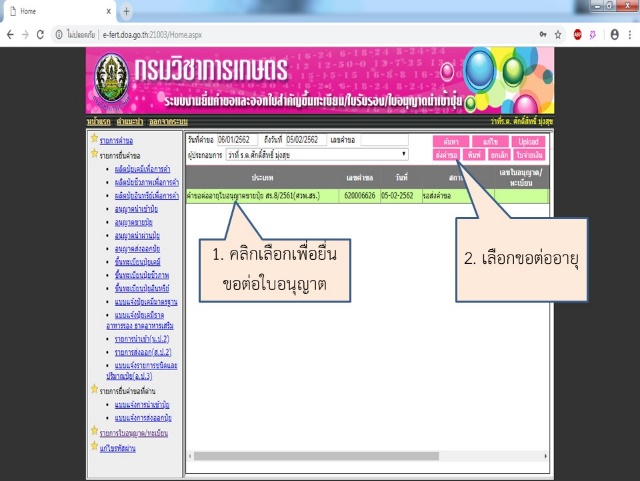 Home
ไม่ปลอดภัย | e-fert.doa.go.th:21003/Home.aspx
กรมวิชาการเกษตร
ระบบงานยื่นคำขอและออกใบสำคัญขึ้นทะเบียน/ใบรับรอง/ใบอนุญาตนำเข้าปุ๋ย
หน้าแรก คำแนะนำ ออกจากระบบ
ว่าที่ร.ต. ศักดิ์สิทธิ์ มุ่งสุข
รายการคำขอ
รายการยื่นคำขอ
ผลิตปุ๋ยเคมีเพื่อการค้า
ผลิตปุ๋ยชีวภาพเพื่อการค้า
ผลิตปุ๋ยอินทรีย์เพื่อการค้า
อนุญาตนำเข้าปุ๋ย
อนุญาตขายปุ๋ย
อนุญาตนำผ่านปุ๋ย
อนุญาตส่งออกปุ๋ย
ขึ้นทะเบียนปุ๋ยเคมี
ขึ้นทะเบียนปุ๋ยชีวภาพ
ขึ้นทะเบียนปุ๋ยอินทรีย์
แบบแจ้งปุ๋ยเคมีมาตรฐาน
แบบแจ้งปุ๋ยเคมีธาตุ
อาหารรอง ธาตุอาหารเสริม
รายการนำเข้า(น.ป.2)
รายการส่งออก(ส.ป.2)
แบบแจ้งรายการชนิดและ
ปริมาณปุ๋ย(อ.ป.3)
รายการยื่นคำขอที่ด่าน
แบบแจ้งการนำเข้าปุ๋ย
แบบแจ้งการส่งออกปุ๋ย
รายการใบอนุญาต/ทะเบียน
แก้ไขรหัสผ่าน
วันที่คำขอ 06/01/2562 ถึงวันที่ 05/02/2562 เลขคำขอ
ค้นหา แก้ไข Upload
ผู้ประกอบการ ว่าที่ ร.ต.ศักดิ์สิทธิ์ มุ่งสุข
ส่งคำขอ พิมพ์ ยกเลิก ใบจ่ายเงิน
ประเภท เลขคำขอ วันที่ เลขใบอนุญาต/
ทะเบียน
คำขอต่ออายุใบอนุญาตขายปุ๋ย สร.8/2561(ศวพ.สร.) 620006626 05-02-2562 รอส่งคำขอ
1. คลิกเลือกเพื่อยื่น
ขอต่อใบอนุญาต
2. เลือกขอต่ออายุ